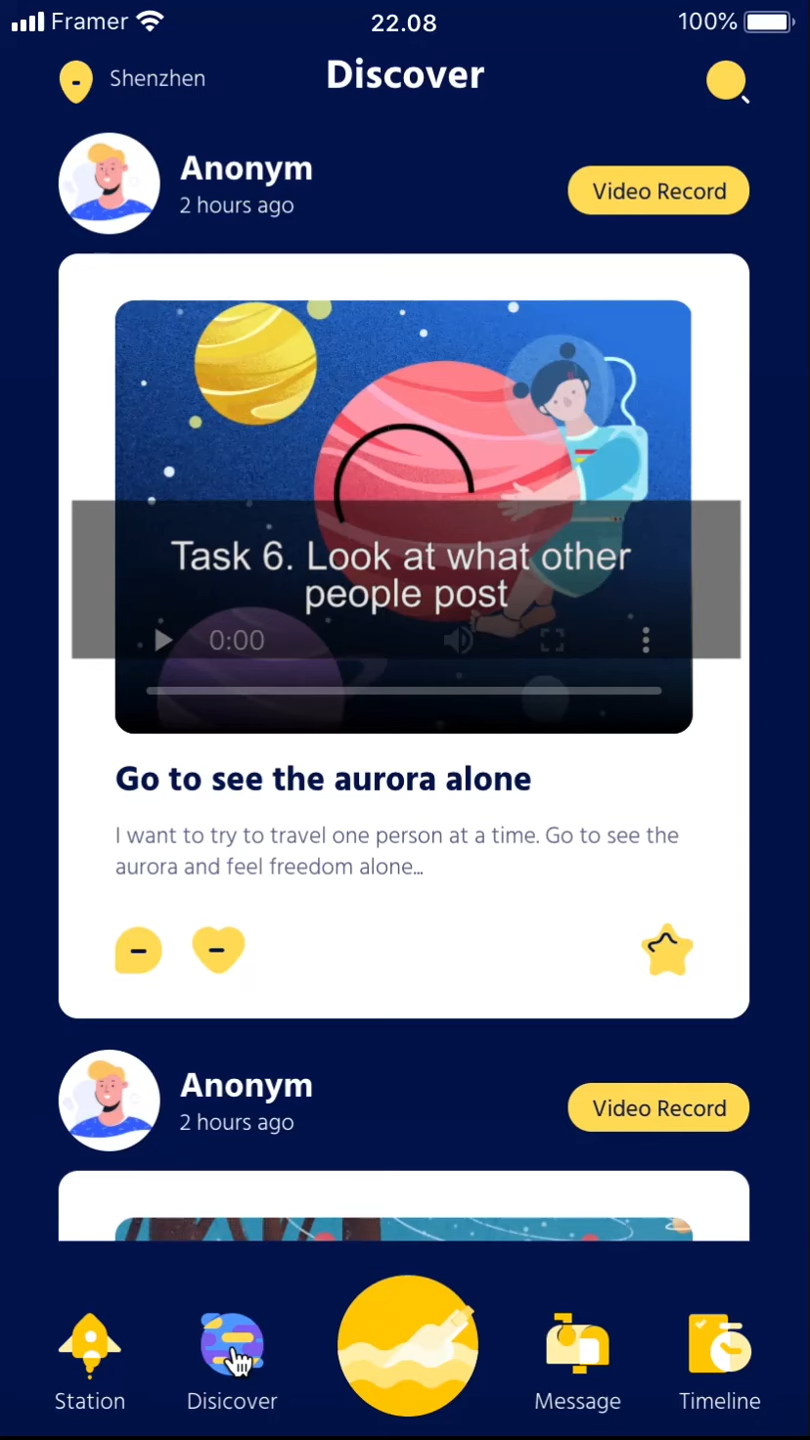 Framer 22.08 100%
Shenzhen Discover
Anonym
2 hours ago
Video Record
Task 6. Look at what other
people post
0:00
Go to see the aurora alone
I want to try to travel one person at a time. Go to see the
aurora and feel freedom alone...
Anonym
2 hours ago
Video Record
Station Disicover Message Timeline